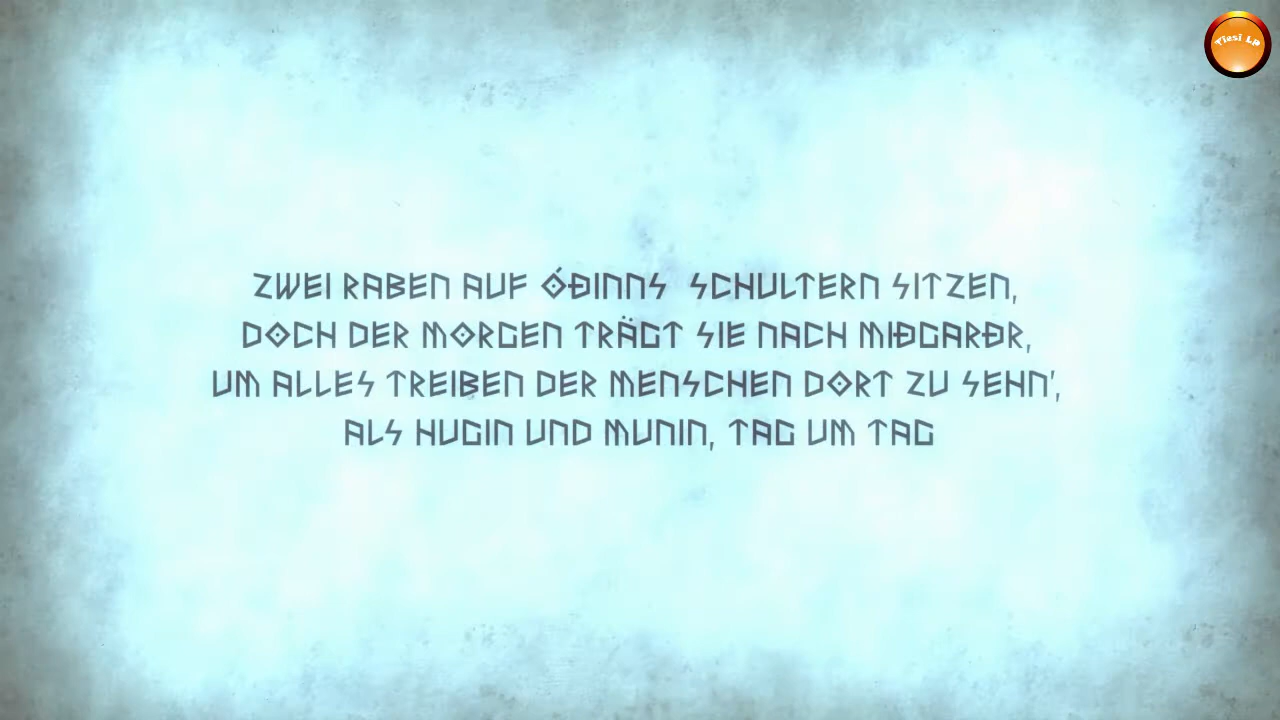 Tiesi LP
ZWEI RABEN AUF ÓÐINNS SCHULTERN SITZEN,
DOCH DER MORGEN TRÄGT SIE NACH MIÐGARÐR,
UM ALLES TREIBEN DER MENSCHEN DORT ZU SEHN',
ALS HUGIN UND MUNIN, TAG UM TAG